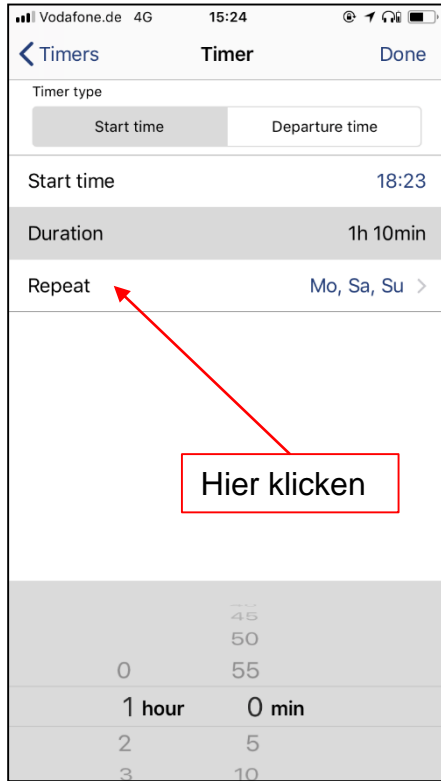 Vodafone.de 4G 15:24
Timers Timer Done
Timer type
Start time Departure time
Start time 18:23
Duration 1h 10min
Repeat Mo, Sa, Su
Hier klicken
45
50
0 55
1 hour 0 min
2 5
3 10